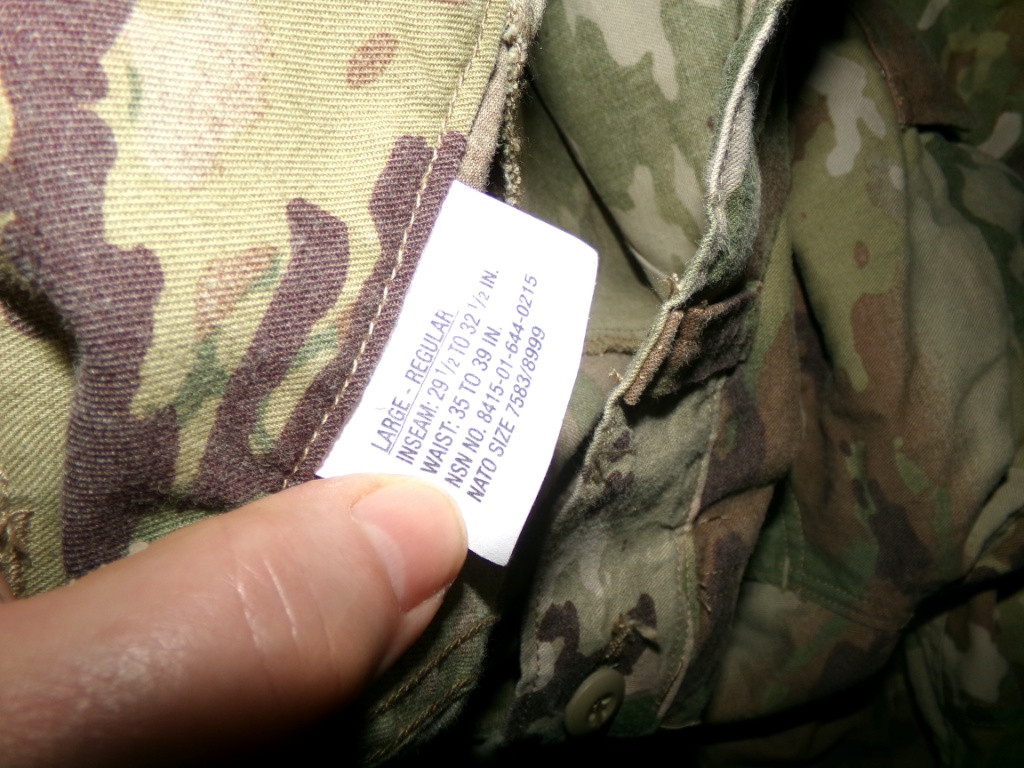 LARGE - REGULAR
INSEAM: 29 1/2 TO 32 1/2 IN.
WAIST: 35 TO 39 IN.
NSN NO. 8415-01-644-0215
NATO SIZE 7583/8999